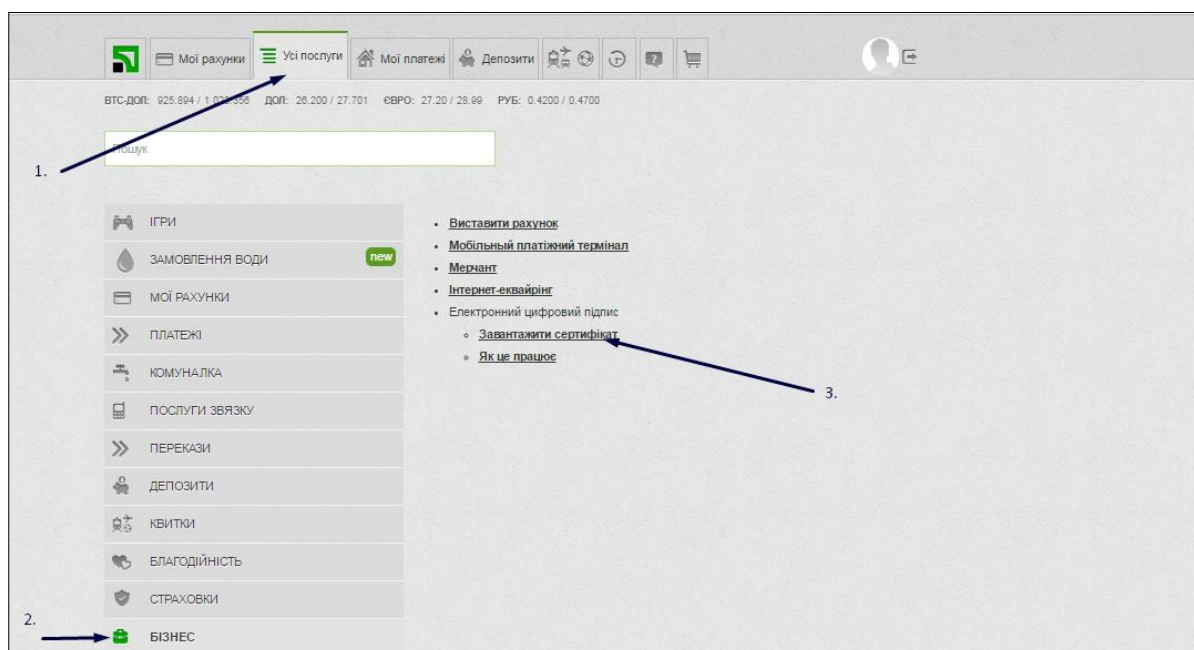 Мої рахунки Усі послуги Мої платежі Депозити
BTC-ДОЛ: 925.894 / 1 ДОЛ: 26.200 / 27.701 ЄВРО: 27.20 / 28.99 РУБ: 0.4200 / 0.4700
Пошук
1.
ІГРИ
ЗАМОВЛЕННЯ ВОДИ new
МОЇ РАХУНКИ
ПЛАТЕЖІ
КОМУНАЛКА
ПОСЛУГИ ЗВЯЗКУ
ПЕРЕКАЗИ
ДЕПОЗИТИ
КВИТКИ
БЛАГОДІЙНІСТЬ
СТРАХОВКИ
2.
БІЗНЕС
Виставити рахунок
Мобільный платіжний термінал
Мерчант
Інтернет-еквайрінг
Електронний цифровий підпис
Завантажити сертифікат
Як це працює
3.